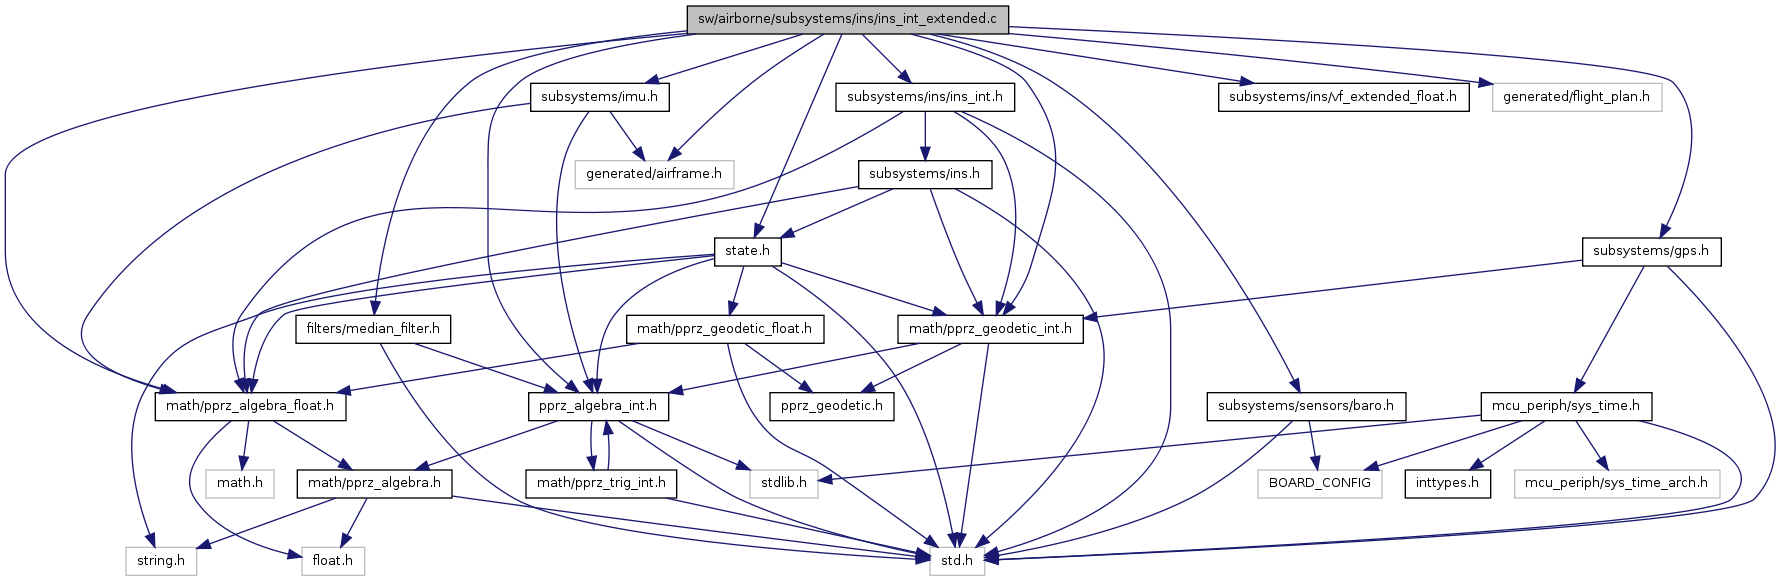 sw/airborne/subsystems/ins/ins_int_extended.c
subsystems/imu.h
subsystems/ins/ins_int.h
subsystems/ins/vf_extended_float.h
generated/flight_plan.h
generated/airframe.h
subsystems/ins.h
state.h
subsystems/gps.h
filters/median_filter.h
math/pprz_geodetic_float.h
math/pprz_geodetic_int.h
math/pprz_algebra_float.h
pprz_algebra_int.h
pprz_geodetic.h
subsystems/sensors/baro.h
mcu_periph/sys_time.h
math.h
math/pprz_algebra.h
math/pprz_trig_int.h
stdlib.h
BOARD_CONFIG
inttypes.h
mcu_periph/sys_time_arch.h
string.h
float.h
std.h